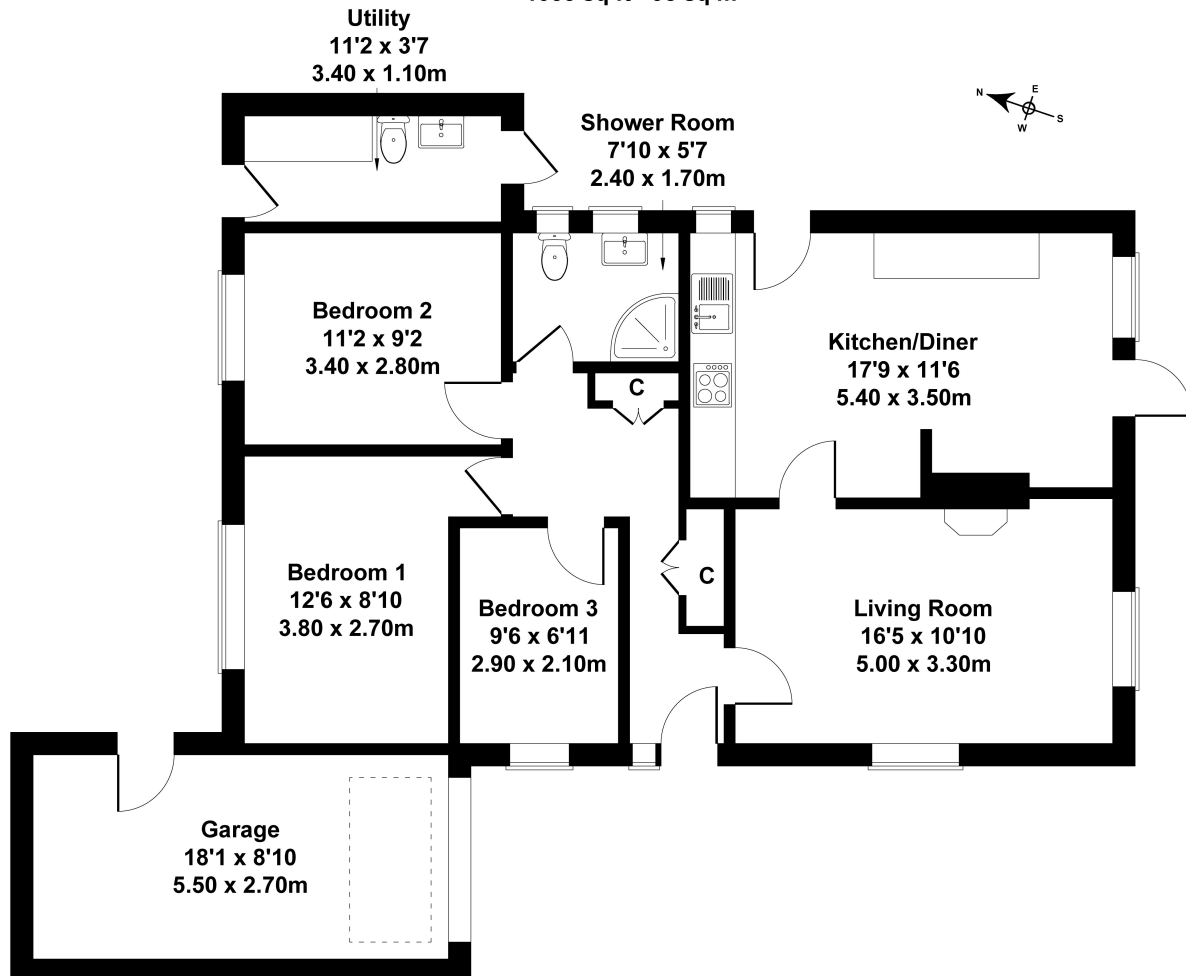 Utility
11'2 x 3'7
3.40 x 1.10m
Shower Room
7'10 x 5'7
2.40 x 1.70m
N
E
S
W
Bedroom 2
11'2 x 9'2
3.40 x 2.80m
C
Kitchen/Diner
17'9 x 11'6
5.40 x 3.50m
Bedroom 1
12'6 x 8'10
3.80 x 2.70m
Bedroom 3
9'6 x 6'11
2.90 x 2.10m
C
Living Room
16'5 x 10'10
5.00 x 3.30m
Garage
18'1 x 8'10
5.50 x 2.70m